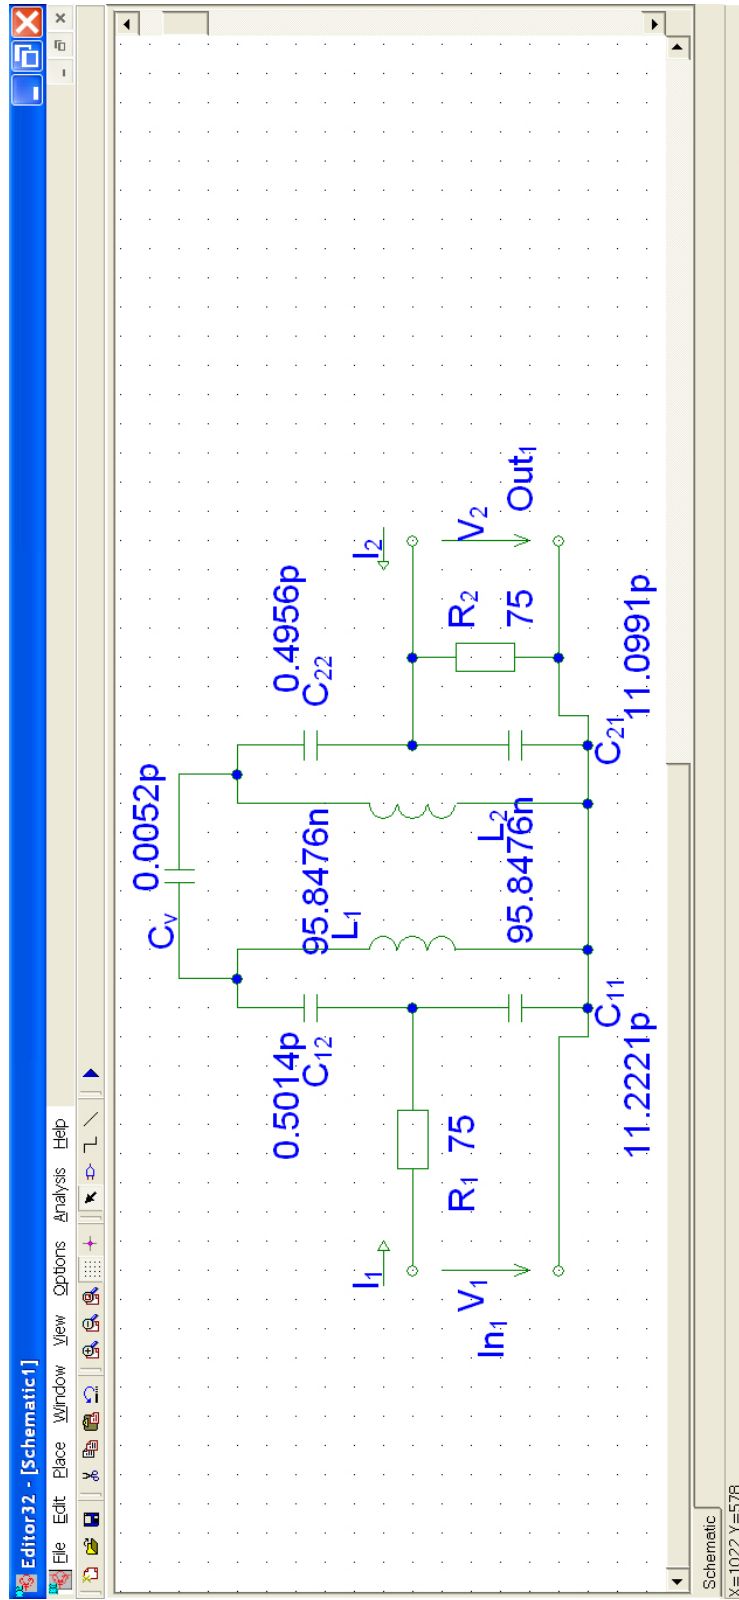 Editor32 - [Schematic1]
File Edit Place Window View Options Analysis Help
Cv 0.0052p
0.5014p
C12
0.4956p
C22
95.8476n
L1
L2
95.8476n
I1
I2
R1 75
R2
75
V1
In1
V2
Out1
C11
11.2221p
C21
11.0991p
Schematic
X=1022 Y=578